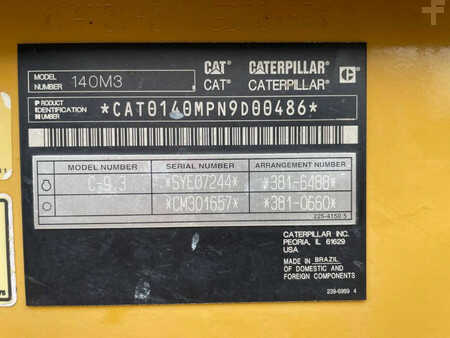 MODEL NUMBER 140M3 CAT CATERPILLAR
CAT® CATERPILLAR® C
PRODUCT IDENTIFICATION NUMBER *CAT0140MPN9D00486*
MODEL NUMBER SERIAL NUMBER ARRANGEMENT NUMBER
C-9.3 *SYE07244* *381-6488*
*CM301657* *381-0660*
225-4150 5
CATERPILLAR INC.
PEORIA, IL 61629
USA
MADE IN BRAZIL
OF DOMESTIC AND
FOREIGN COMPONENTS
239-6969 4